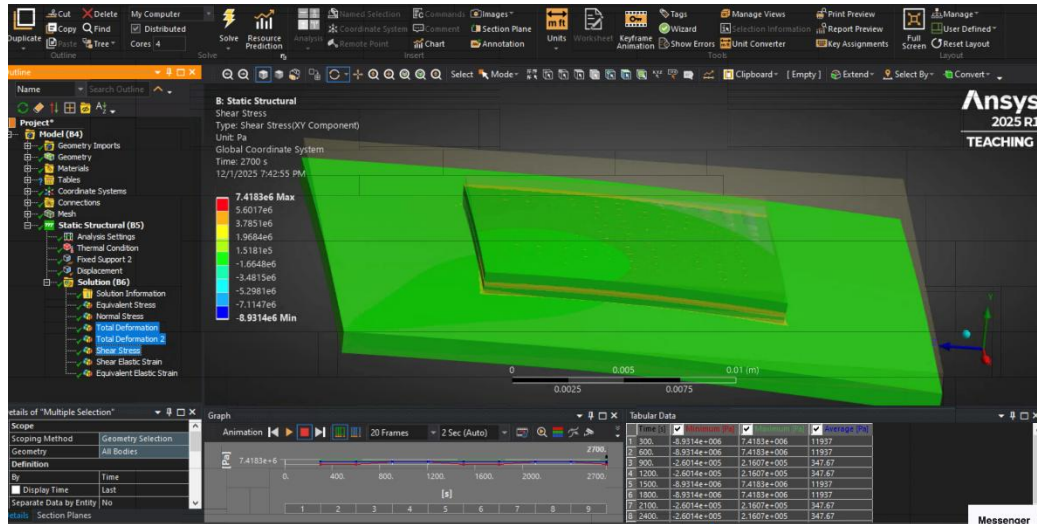 Cut Delete My Computer
Duplicate Copy Find Distributed
Paste Tree Cores 4
Outline
Solve Resource Prediction Analysis
Solve
Named Selection Commands Images
Coordinate System Comment Section Plane
Remote Point Chart Annotation
Insert
Units Worksheet Keyframe Animation
Tags Manage Views Print Preview
Wizard Selection Information Report Preview
Show Errors Unit Converter Key Assignments
Tools
Full Screen Manage
User Defined
Reset Layout
Layout
Outline
Name Search Outline
Select Mode Clipboard [Empty] Extend Select By Convert
Project*
Model (B4)
Geometry Imports
Geometry
Materials
Tables
Coordinate Systems
Connections
Mesh
Static Structural (B5)
Analysis Settings
Thermal Condition
Fixed Support 2
Displacement
Solution (B6)
Solution Information
Equivalent Stress
Normal Stress
Total Deformation
Total Deformation 2
Shear Stress
Shear Elastic Strain
Equivalent Elastic Strain
B: Static Structural
Shear Stress
Type: Shear Stress(XY Component)
Unit: Pa
Global Coordinate System
Time: 2700 s
12/1/2025 7:42:55 PM
7.4183e6 Max
5.6017e6
3.7851e6
1.9684e6
1.5181e5
-1.6648e6
-3.4815e6
-5.2981e6
-7.1147e6
-8.9314e6 Min
Ansys
2025 R1
TEACHING
Y
0 0.005 0.01 (m)
0.0025 0.0075
Details of "Multiple Selection"
Scope
Scoping Method Geometry Selection
Geometry All Bodies
Definition
By Time
Display Time Last
Separate Data by Entity No
Details Section Planes
Graph
Animation 20 Frames 2 Sec (Auto)
2700.
[Pa] 7.4183e+6
0. 400. 800. 1200. 1600. 2000. 2700.
[s]
1 2 3 4 5 6 7 8 9
Tabular Data
Time [s] Minimum [Pa] Maximum [Pa] Average [Pa]
1 300. -8.9314e+006 7.4183e+006 11937
2 600. -8.9314e+006 7.4183e+006 11937
3 900. -2.6014e+005 2.1607e+005 347.67
4 1200. -2.6014e+005 2.1607e+005 347.67
5 1500. -8.9314e+006 7.4183e+006 11937
6 1800. -8.9314e+006 7.4183e+006 11937
7 2100. -2.6014e+005 2.1607e+005 347.67
8 2400. -2.6014e+005 2.1607e+005 347.67
Messenger